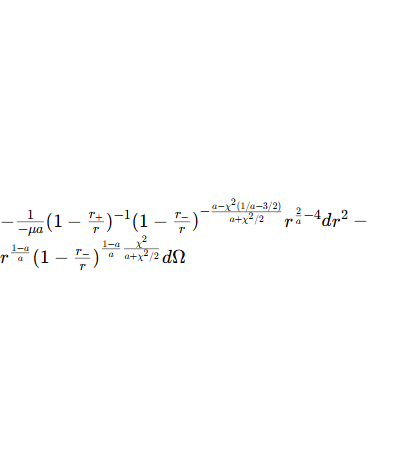 $-\frac{1}{-\mu a}(1-\frac{r_+}{r})^{-1}(1-\frac{r_-}{r})^{-\frac{a-\chi^2(1/a-3/2)}{a+\chi^2/2}} r^{\frac{2}{a}-4}dr^2-$
$r^{\frac{1-a}{a}}(1-\frac{r_-}{r})^{\frac{1-a}{a}\frac{\chi^2}{a+\chi^2/2}}d\Omega$